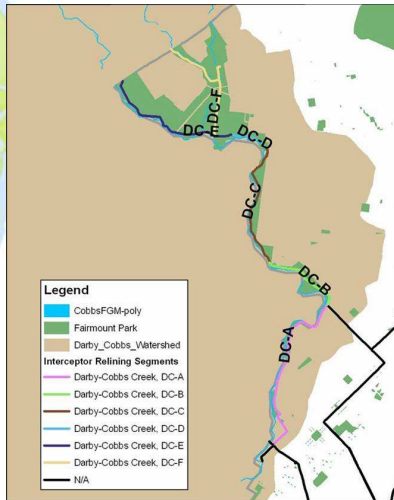 DC-F
DC-E
DC-D
DC-C
DC-B
DC-A
Legend
CobbsFGM-poly
Fairmount Park
Darby_Cobbs_Watershed
Interceptor Relining Segments
Darby-Cobbs Creek, DC-A
Darby-Cobbs Creek, DC-B
Darby-Cobbs Creek, DC-C
Darby-Cobbs Creek, DC-D
Darby-Cobbs Creek, DC-E
Darby-Cobbs Creek, DC-F
N/A